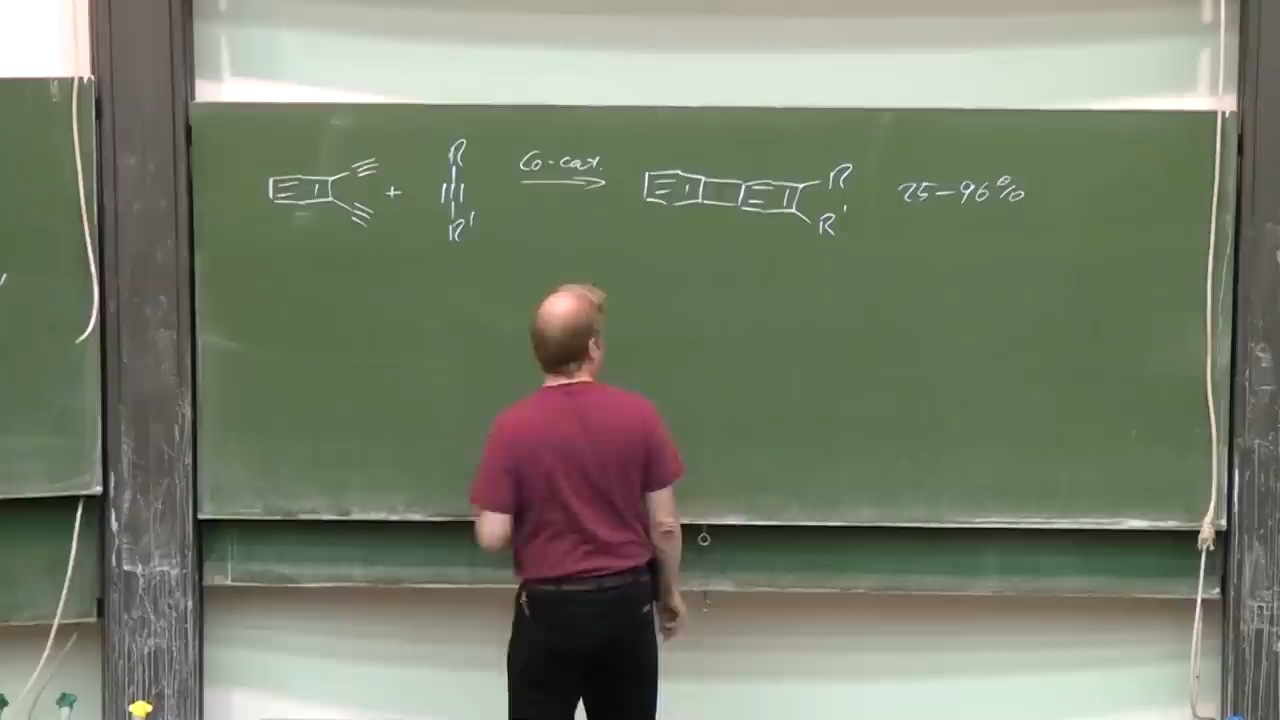 R
+ Co-cat. R
R' R' 25-96%